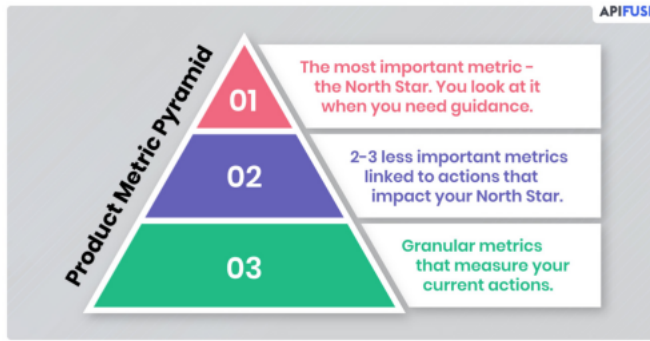 APIFUSE
Product Metric Pyramid
01
The most important metric -
the North Star. You look at it
when you need guidance.
02
2-3 less important metrics
linked to actions that
impact your North Star.
03
Granular metrics
that measure your
current actions.